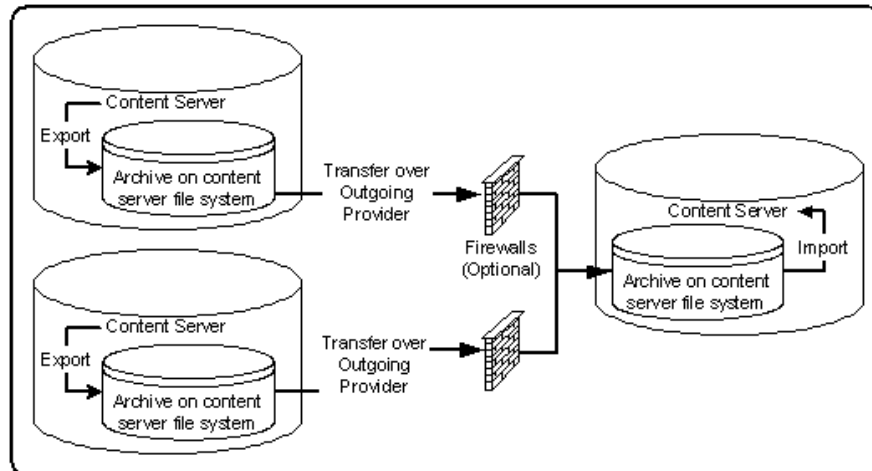 Content Server
Export
Archive on content
server file system
Transfer over
Outgoing
Provider
Firewalls
(Optional)
Content Server
Import
Archive on content
server file system
Content Server
Export
Archive on content
server file system
Transfer over
Outgoing
Provider